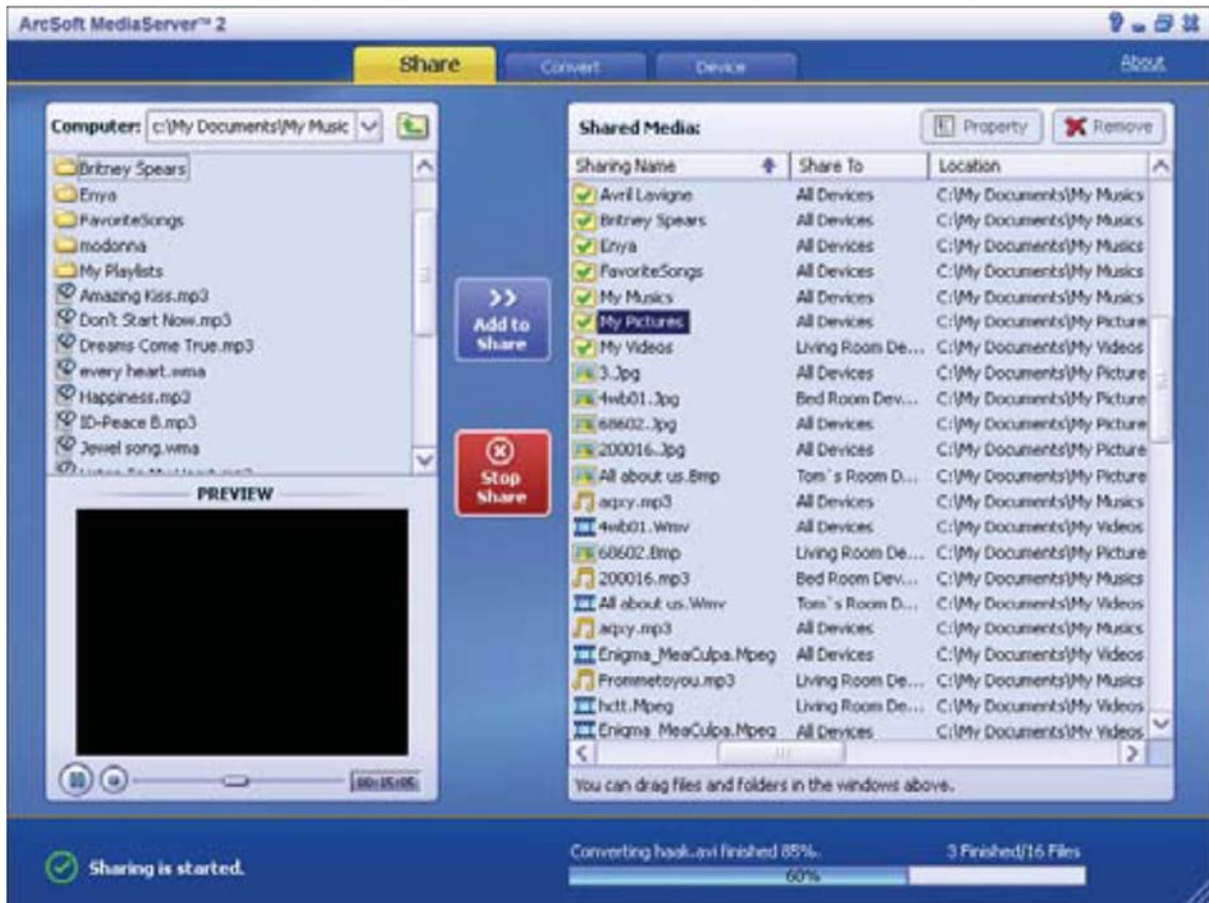 ArcSoft MediaServer™ 2
Share
Convert
Device
About
Computer: c:\My Documents\My Music
Britney Spears
Enya
FavoriteSongs
modonna
My Playlists
Amazing Kiss.mp3
Don't Start Now.mp3
Dreams Come True.mp3
every heart.wma
Happiness.mp3
ID-Peace B.mp3
Jewel song.wma
PREVIEW
00:15:05
>>
Add to
Share
Stop
Share
Shared Media:
Property
Remove
Sharing Name Share To Location
Avril Lavigne All Devices C:\My Documents\My Musics
Britney Spears All Devices C:\My Documents\My Musics
Enya All Devices C:\My Documents\My Musics
FavoriteSongs All Devices C:\My Documents\My Musics
My Musics All Devices C:\My Documents\My Musics
My Pictures All Devices C:\My Documents\My Picture
My Videos Living Room De... C:\My Documents\My Videos
3.Jpg All Devices C:\My Documents\My Picture
4wb01.Jpg Bed Room Dev... C:\My Documents\My Picture
68602.Jpg All Devices C:\My Documents\My Picture
200016.Jpg All Devices C:\My Documents\My Picture
All about us.Bmp Tom`s Room D... C:\My Documents\My Picture
aqxy.mp3 All Devices C:\My Documents\My Musics
4wb01.Wmv All Devices C:\My Documents\My Videos
68602.Bmp Living Room De... C:\My Documents\My Picture
200016.mp3 Bed Room Dev... C:\My Documents\My Musics
All about us.Wmv Tom`s Room D... C:\My Documents\My Videos
aqxy.mp3 All Devices C:\My Documents\My Musics
Enigma_MeaCulpa.Mpeg All Devices C:\My Documents\My Videos
Frommetoyou.mp3 Living Room De... C:\My Documents\My Musics
hctt.Mpeg Living Room De... C:\My Documents\My Videos
Enigma_MeaCulpa.Mpeg All Devices C:\My Documents\My Videos
You can drag files and folders in the windows above.
Sharing is started.
Converting haak.avi finished 85%. 3 Finished/16 Files
60%